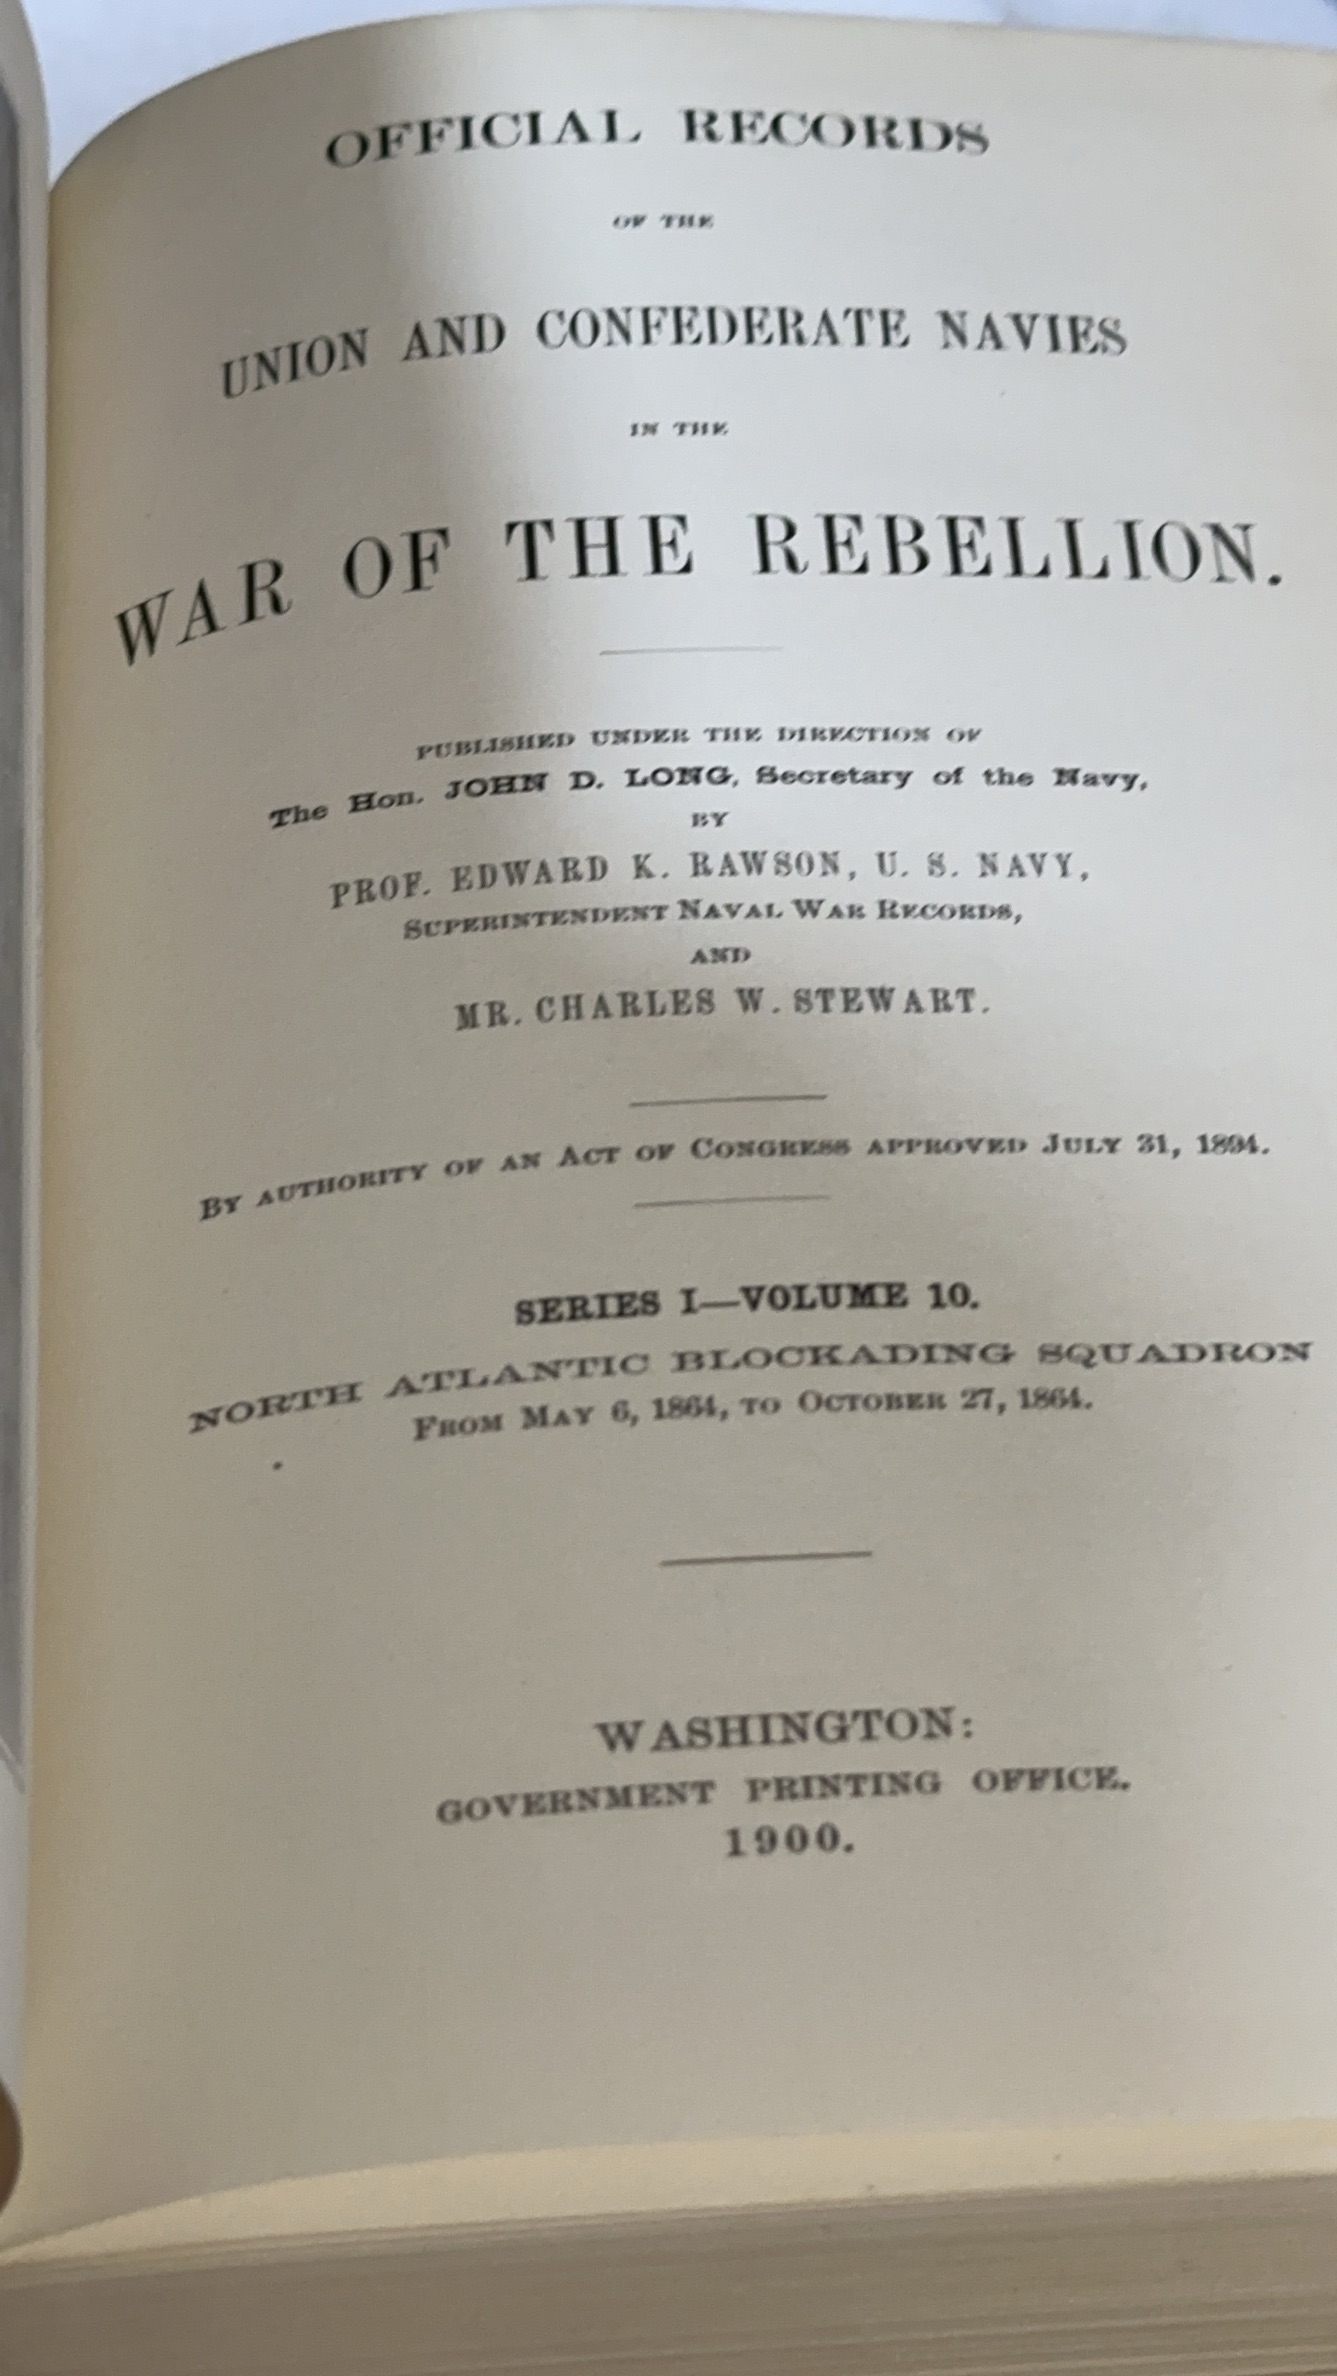 OFFICIAL RECORDS
OF THE
UNION AND CONFEDERATE NAVIES
IN THE
WAR OF THE REBELLION.
PUBLISHED UNDER THE DIRECTION OF
The Hon. JOHN D. LONG, Secretary of the Navy,
BY
PROF. EDWARD K. RAWSON, U. S. NAVY,
SUPERINTENDENT NAVAL WAR RECORDS,
AND
MR. CHARLES W. STEWART.
BY AUTHORITY OF AN ACT OF CONGRESS APPROVED JULY 31, 1894.
SERIES I—VOLUME 10.
NORTH ATLANTIC BLOCKADING SQUADRON
FROM MAY 6, 1864, TO OCTOBER 27, 1864.
WASHINGTON:
GOVERNMENT PRINTING OFFICE.
1900.